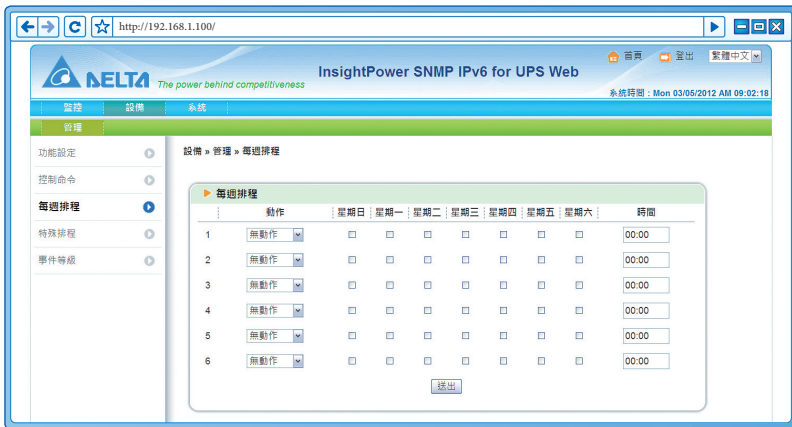 http://192.168.1.100/
首頁 登出 繁體中文
DELTA The power behind competitiveness
InsightPower SNMP IPv6 for UPS Web
系統時間 : Mon 03/05/2012 AM 09:02:18
監控 設備 系統
管理
功能設定
控制命令
每週排程
特殊排程
事件等級
設備 » 管理 » 每週排程
每週排程
動作 星期日 星期一 星期二 星期三 星期四 星期五 星期六 時間
1 無動作 00:00
2 無動作 00:00
3 無動作 00:00
4 無動作 00:00
5 無動作 00:00
6 無動作 00:00
送出